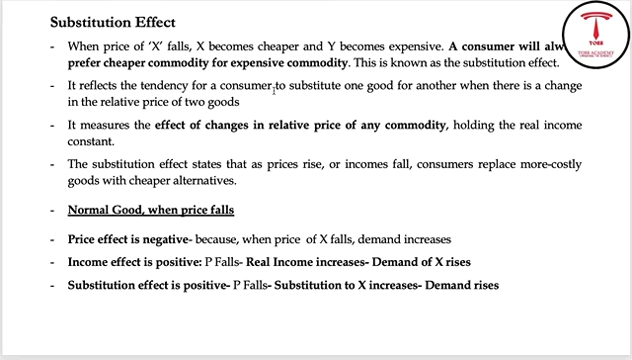 Substitution Effect
- When price of 'X' falls, X becomes cheaper and Y becomes expensive. A consumer will alw
prefer cheaper commodity for expensive commodity. This is known as the substitution effect.
- It reflects the tendency for a consumer to substitute one good for another when there is a change
in the relative price of two goods
- It measures the effect of changes in relative price of any commodity, holding the real income
constant.
- The substitution effect states that as prices rise, or incomes fall, consumers replace more-costly
goods with cheaper alternatives.
- Normal Good, when price falls
- Price effect is negative- because, when price of X falls, demand increases
- Income effect is positive: P Falls- Real Income increases- Demand of X rises
- Substitution effect is positive- P Falls- Substitution to X increases- Demand rises